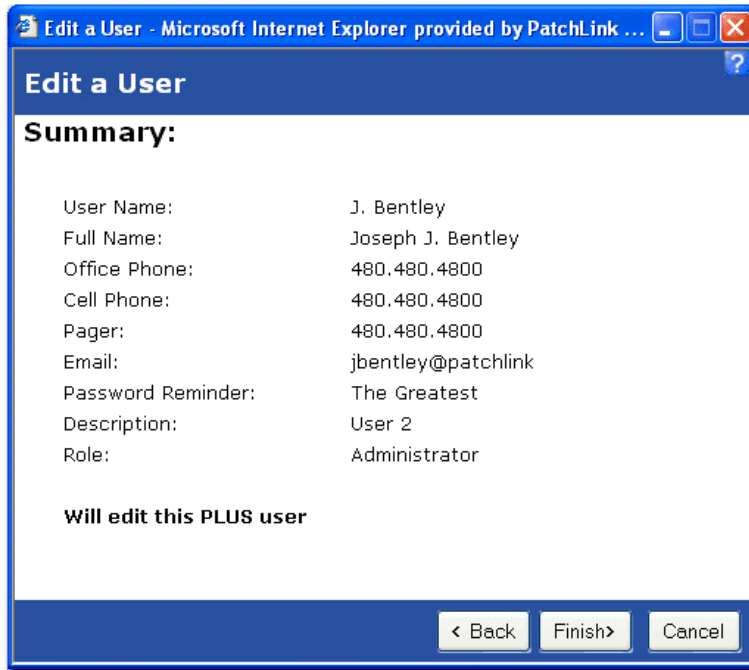 Edit a User - Microsoft Internet Explorer provided by PatchLink ...
?
Edit a User
Summary:
User Name: J. Bentley
Full Name: Joseph J. Bentley
Office Phone: 480.480.4800
Cell Phone: 480.480.4800
Pager: 480.480.4800
Email: jbentley@patchlink
Password Reminder: The Greatest
Description: User 2
Role: Administrator
Will edit this PLUS user
< Back Finish> Cancel